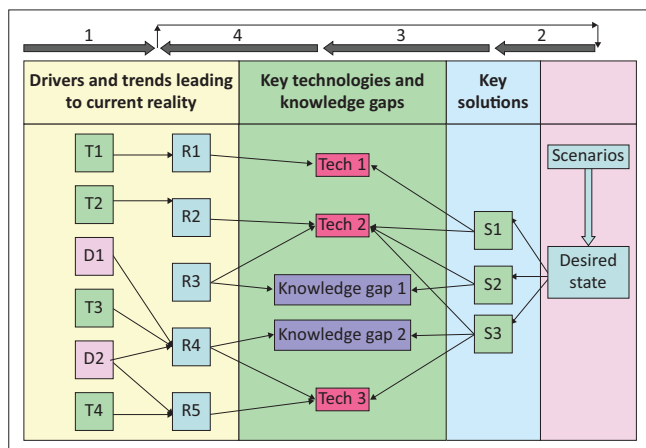 1
4
3
2
Drivers and trends leading
to current reality
Key technologies and
knowledge gaps
Key
solutions
T1
R1
Tech 1
Scenarios
T2
R2
Tech 2
S1
D1
R3
Knowledge gap 1
S2
Desired
state
T3
R4
Knowledge gap 2
S3
D2
T4
R5
Tech 3